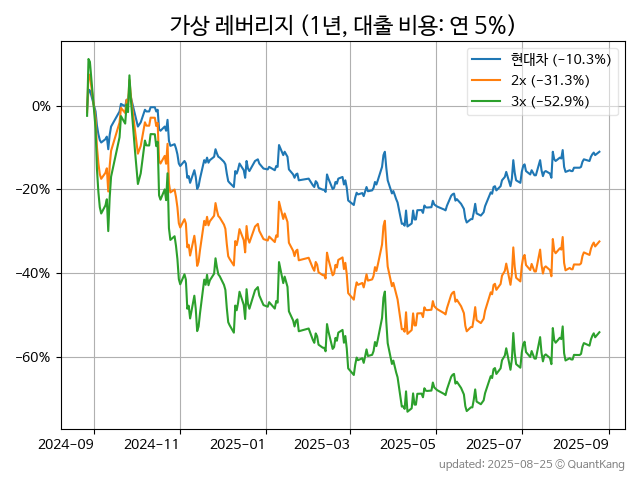 가상 레버리지 (1년, 대출 비용: 연 5%)
현대차 (−10.3%)
2x (−31.3%)
3x (−52.9%)
0%
−20%
−40%
−60%
2024-09 2024-11 2025-01 2025-03 2025-05 2025-07 2025-09
updated: 2025-08-25 © QuantKang